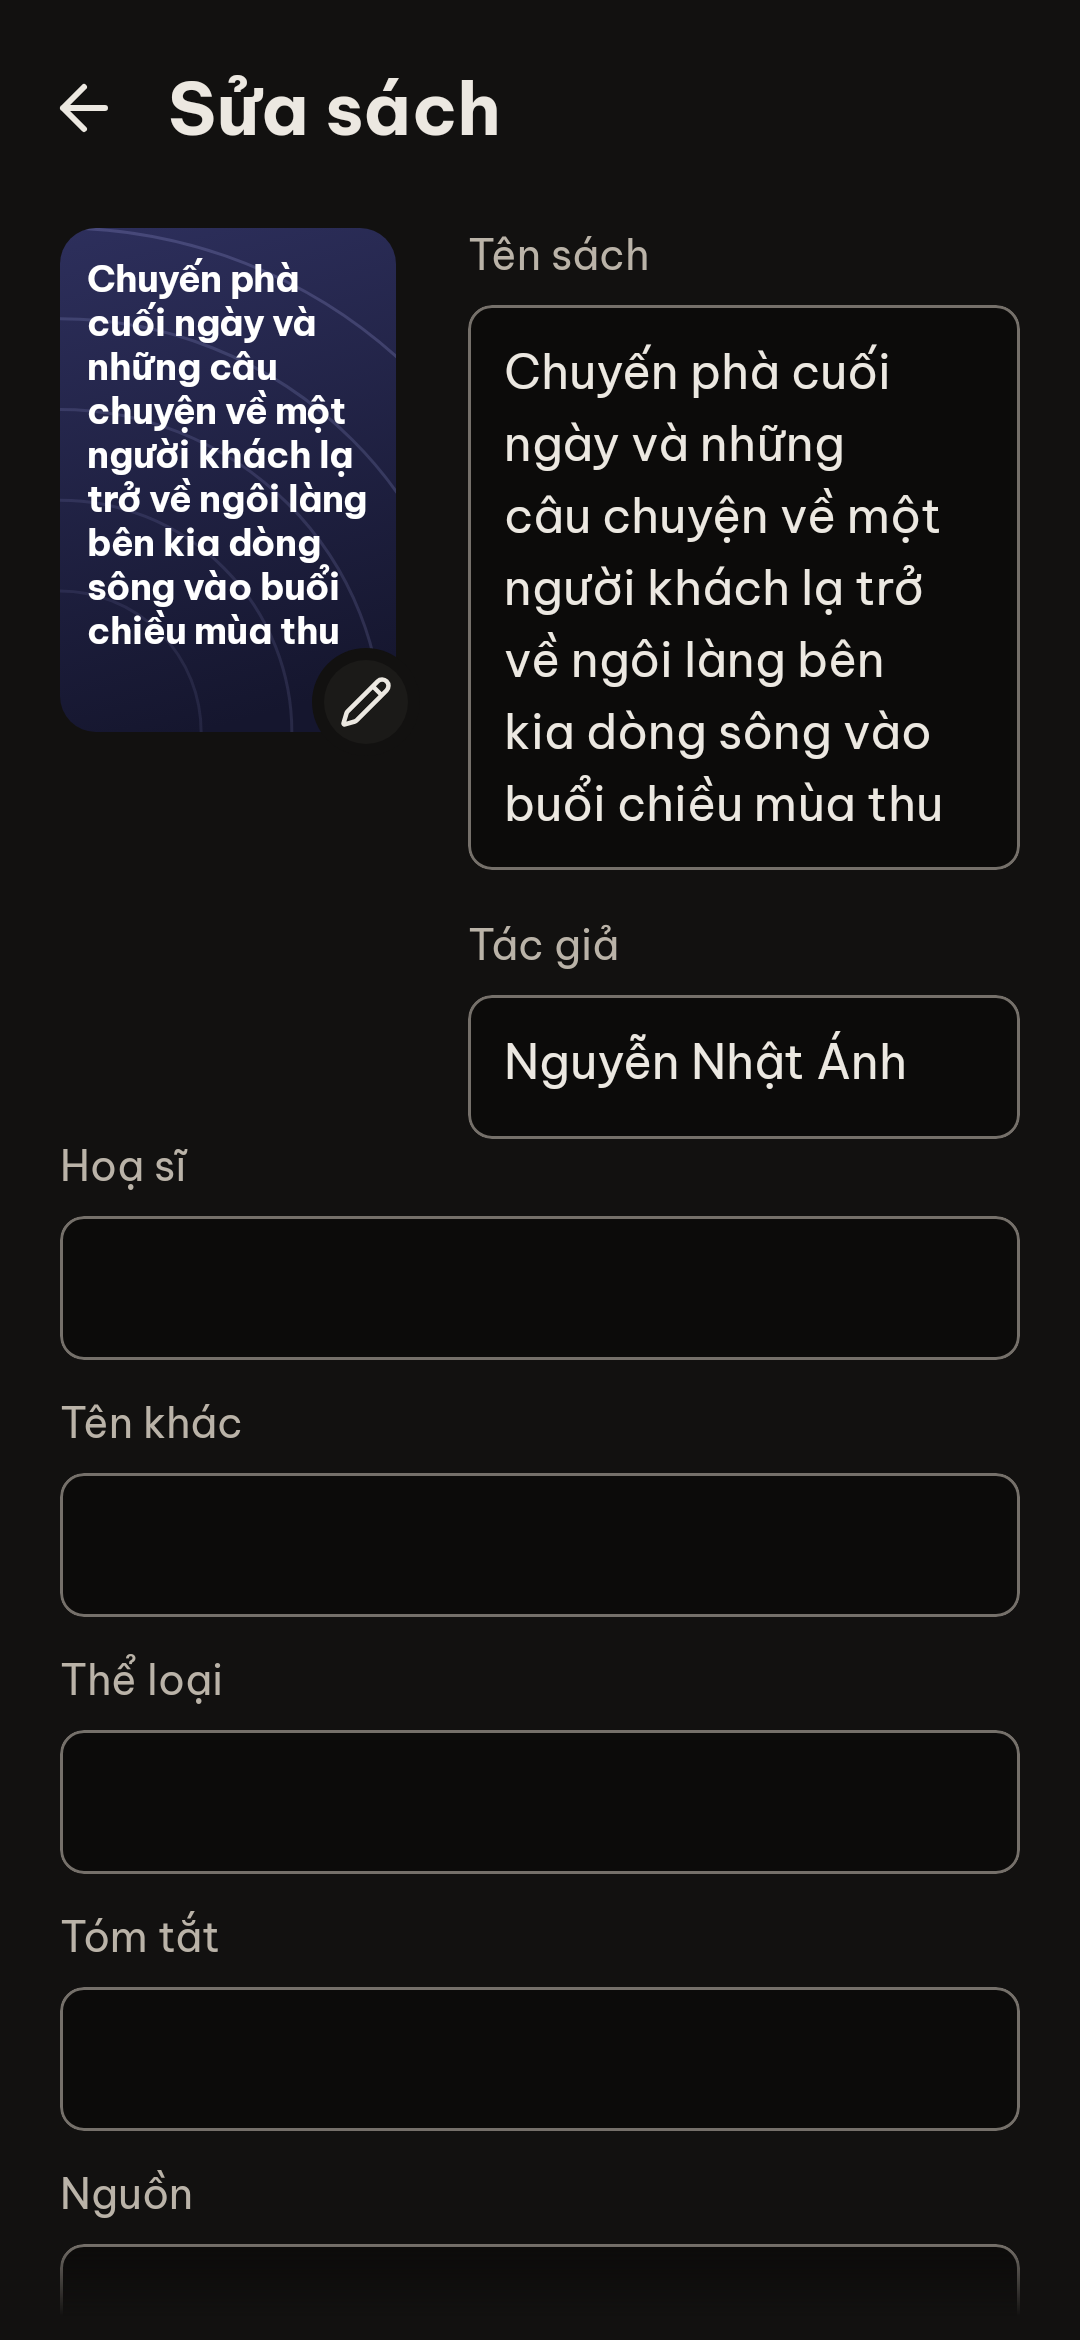 Sửa sách
Chuyến phà
cuối ngày và
những câu
chuyện về một
người khách lạ
trở về ngôi làng
bên kia dòng
sông vào buổi
chiều mùa thu
Tên sách
Chuyến phà cuối
ngày và những
câu chuyện về một
người khách lạ trở
về ngôi làng bên
kia dòng sông vào
buổi chiều mùa thu
Tác giả
Nguyễn Nhật Ánh
Hoạ sĩ
Tên khác
Thể loại
Tóm tắt
Nguồn